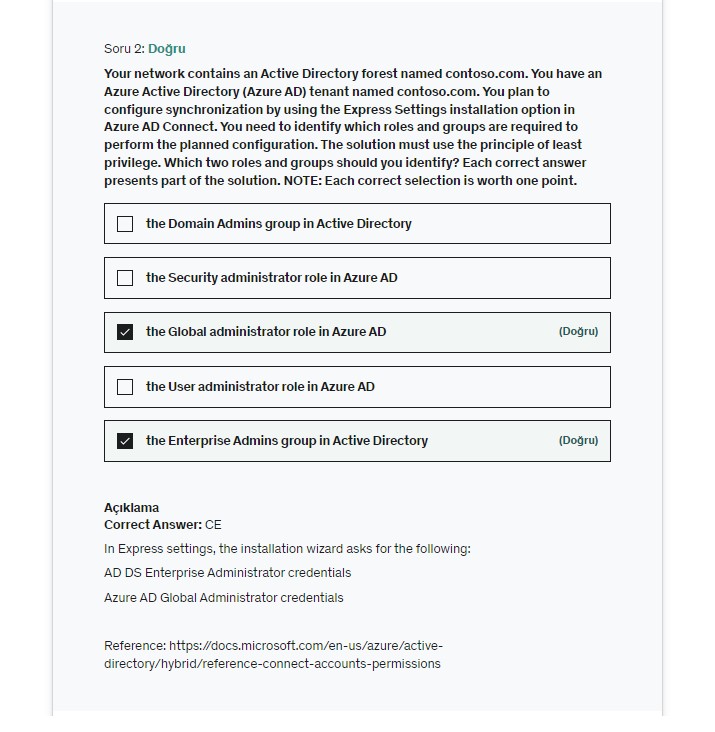 Soru 2: Doğru
Your network contains an Active Directory forest named contoso.com. You have an
Azure Active Directory (Azure AD) tenant named contoso.com. You plan to
configure synchronization by using the Express Settings installation option in
Azure AD Connect. You need to identify which roles and groups are required to
perform the planned configuration. The solution must use the principle of least
privilege. Which two roles and groups should you identify? Each correct answer
presents part of the solution. NOTE: Each correct selection is worth one point.
the Domain Admins group in Active Directory
the Security administrator role in Azure AD
the Global administrator role in Azure AD (Doğru)
the User administrator role in Azure AD
the Enterprise Admins group in Active Directory (Doğru)
Açıklama
Correct Answer: CE
In Express settings, the installation wizard asks for the following:
AD DS Enterprise Administrator credentials
Azure AD Global Administrator credentials
Reference: https://docs.microsoft.com/en-us/azure/active-
directory/hybrid/reference-connect-accounts-permissions